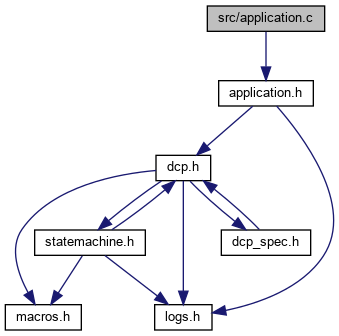 src/application.c
application.h
dcp.h
statemachine.h
dcp_spec.h
macros.h
logs.h